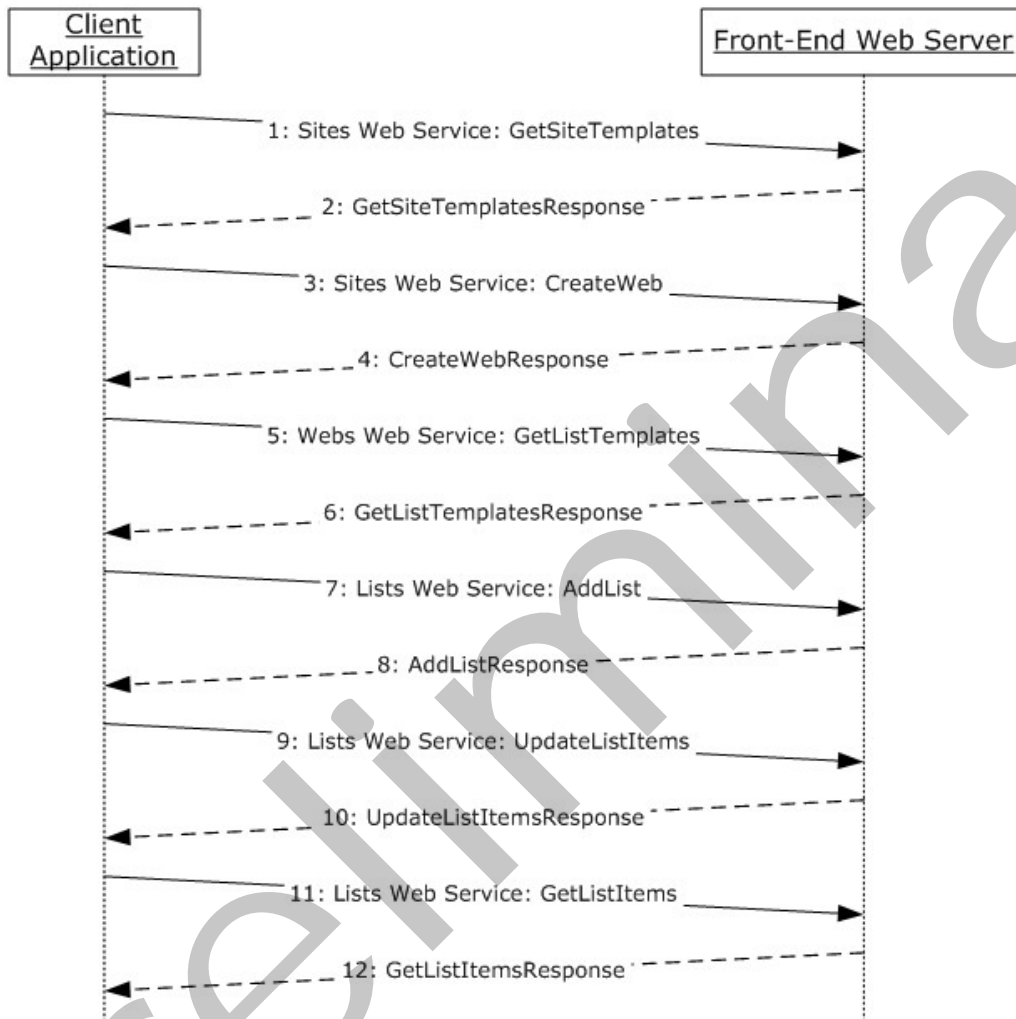 Client
Application
Front-End Web Server
1: Sites Web Service: GetSiteTemplates
2: GetSiteTemplatesResponse
3: Sites Web Service: CreateWeb
4: CreateWebResponse
5: Webs Web Service: GetListTemplates
6: GetListTemplatesResponse
7: Lists Web Service: AddList
8: AddListResponse
9: Lists Web Service: UpdateListItems
10: UpdateListItemsResponse
11: Lists Web Service: GetListItems
12: GetListItemsResponse
relimina